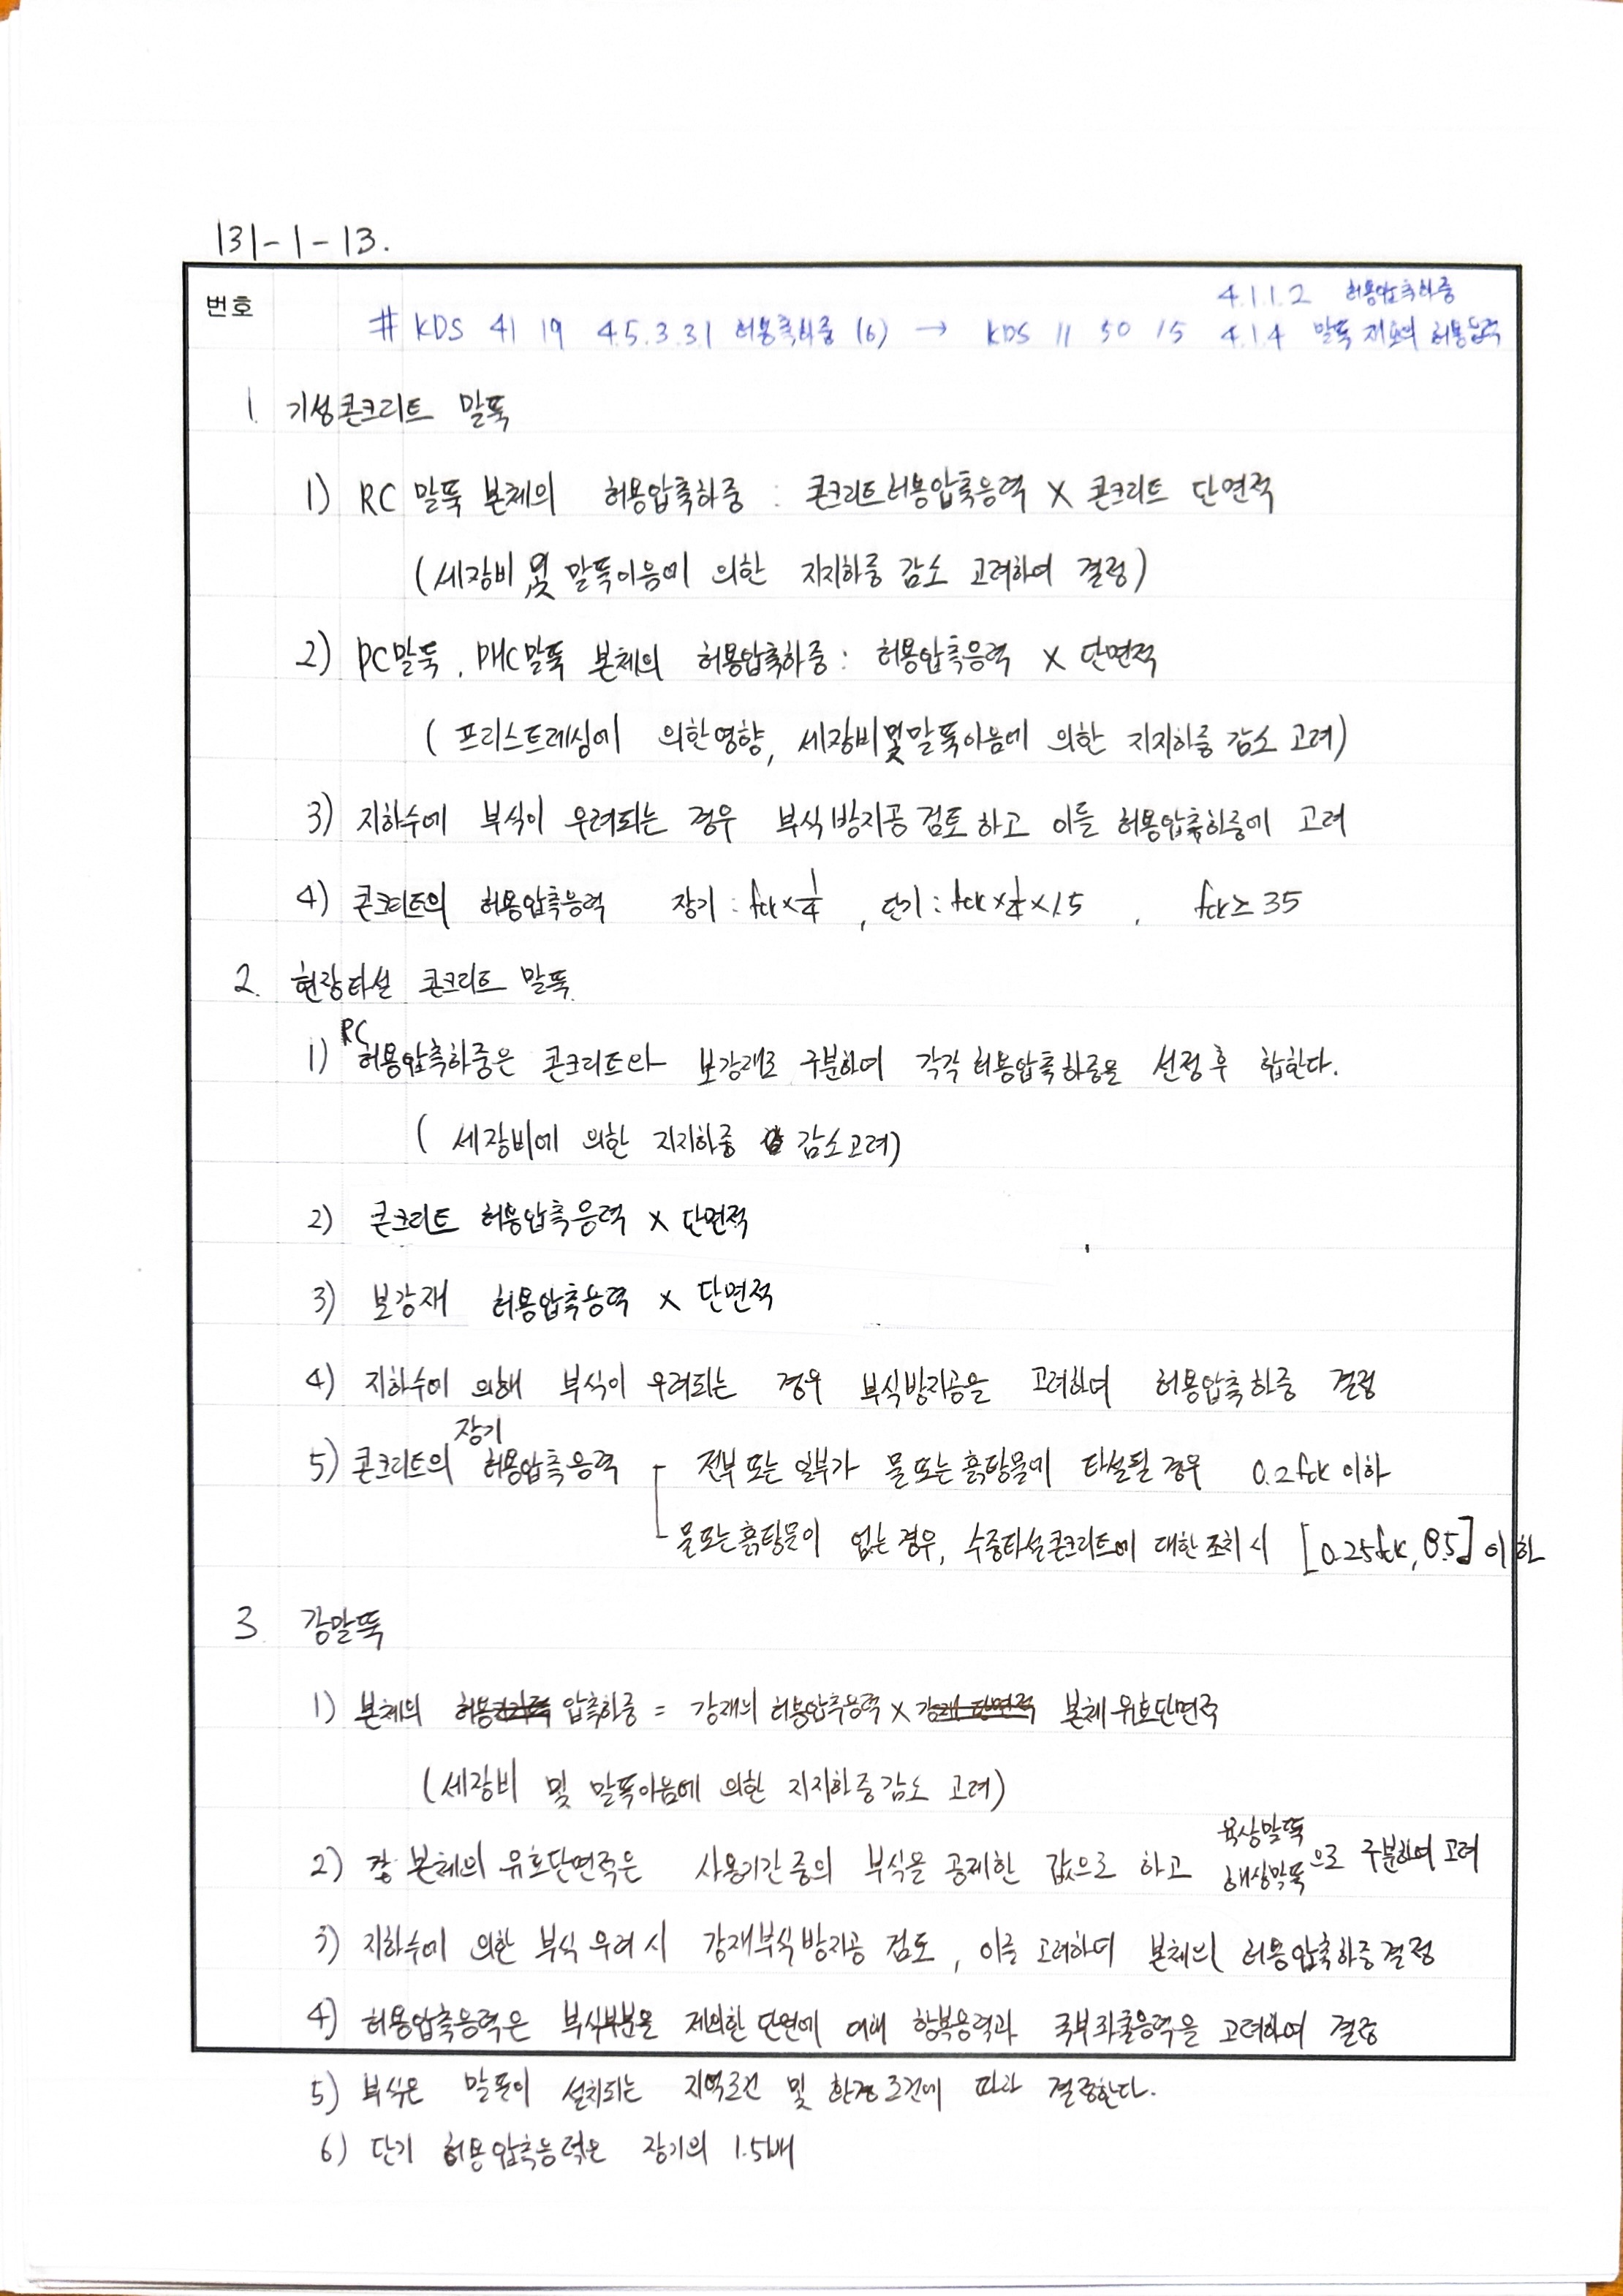 131-1-13.
번호
4.1.1.2 허용압축하중
# KDS 41 19 4.5.3.3.1 허용축하중 (6) → KDS 11 50 15 4.1.4 말뚝 재료의 허용응력
1. 기성콘크리트 말뚝
1) RC 말뚝 본체의 허용압축하중 : 콘크리트허용압축응력 × 콘크리트 단면적
(세장비 및 말뚝이음에 의한 지지하중 감소 고려하여 결정)
2) PC말뚝, PHC말뚝 본체의 허용압축하중 : 허용압축응력 × 단면적
( 프리스트레싱에 의한영향, 세장비및말뚝이음에 의한 지지하중 감소 고려)
3) 지하수에 부식이 우려되는 경우 부식방지공 검토 하고 이를 허용압축하중에 고려
4) 콘크리트의 허용압축응력 장기 : fck×1/4 , 단기 : fck×1/4×1.5 , fck≥35
2. 현장타설 콘크리트 말뚝.
RC
1) 허용압축하중은 콘크리트와 보강재로 구분하여 각각 허용압축하중을 선정 후 합한다.
( 세장비에 의한 지지하중 감소고려)
2) 콘크리트 허용압축응력 × 단면적
3) 보강재 허용압축응력 × 단면적
4) 지하수에 의해 부식이 우려되는 경우 부식방지공을 고려하여 허용압축하중 결정
장기
5) 콘크리트의 허용압축응력 전부 또는 일부가 물 또는 흙탕물에 타설될 경우 0.2fck 이하
물또는흙탕물이 없는경우, 수중타설콘크리트에 대한 조치 시 [0.25fck, 8.5] 이하
3. 강말뚝
1) 본체의 허용 압축하중 = 강재의 허용압축응력 × 본체 유효단면적
(세장비 및 말뚝이음에 의한 지지하중감소 고려)
육상말뚝
2) 본체의 유효단면적은 사용기간 중의 부식을 공제한 값으로 하고 해상말뚝으로 구분하여 고려
3) 지하수에 의한 부식 우려 시 강재부식방지공 검토, 이를 고려하여 본체의 허용압축하중결정
4) 허용압축응력은 부식부분을 제외한 단면에 대해 항복응력과 국부좌굴응력을 고려하여 결정
5) 부식은 말뚝이 설치되는 지역조건 및 환경조건에 따라 결정한다.
6) 단기 허용압축응력은 장기의 1.5배